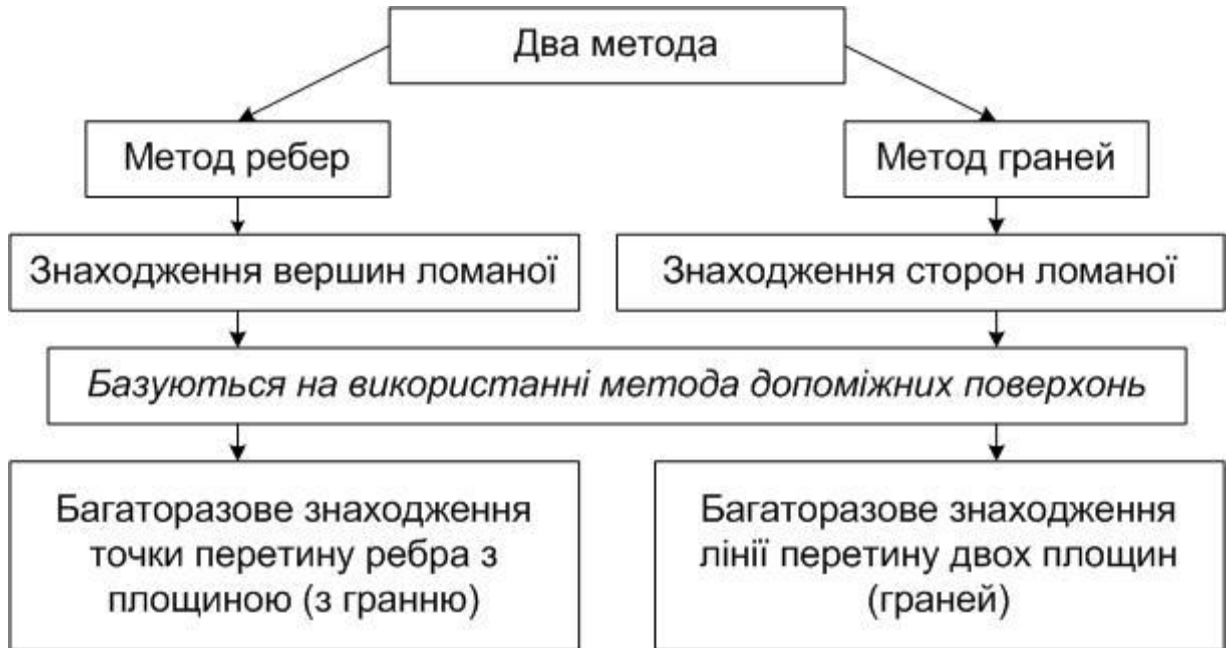 Два метода
Метод ребер
Метод граней
Знаходження вершин ломаної
Знаходження сторон ломаної
Базуються на використанні метода допоміжних поверхонь
Багаторазове знаходження
точки перетину ребра з
площиною (з гранню)
Багаторазове знаходження
лінії перетину двох площин
(граней)